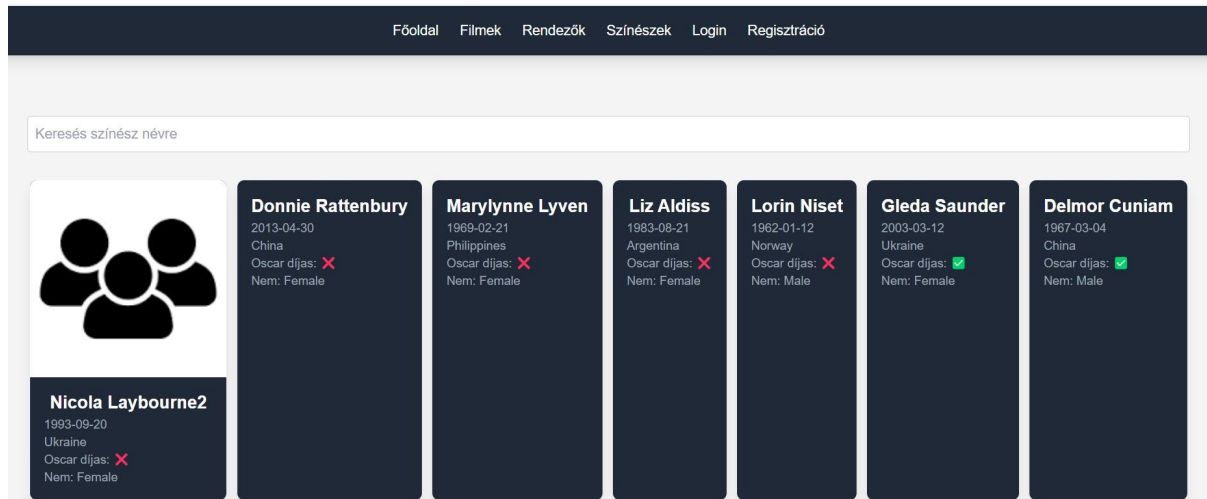 Főoldal Filmek Rendezők Színészek Login Regisztráció
Keresés színész névre
Nicola Laybourne2
1993-09-20
Ukraine
Oscar díjas: ❌
Nem: Female
Donnie Rattenbury
2013-04-30
China
Oscar díjas: ❌
Nem: Female
Marylynne Lyven
1969-02-21
Philippines
Oscar díjas: ❌
Nem: Female
Liz Aldiss
1983-08-21
Argentina
Oscar díjas: ❌
Nem: Female
Lorin Niset
1962-01-12
Norway
Oscar díjas: ❌
Nem: Male
Gleda Saunder
2003-03-12
Ukraine
Oscar díjas: ✅
Nem: Female
Delmor Cuniam
1967-03-04
China
Oscar díjas: ✅
Nem: Male